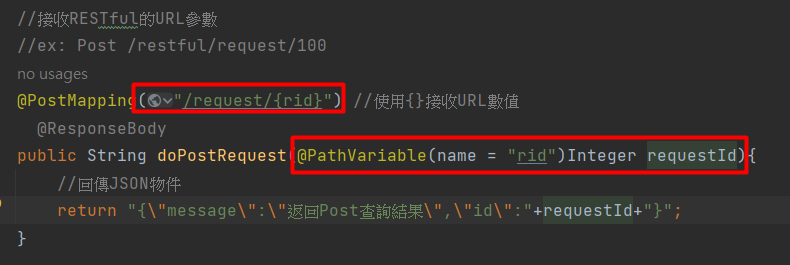 //接收RESTful的URL參數
//ex: Post /restful/request/100
no usages
@PostMapping("/request/{rid}") //使用{}接收URL數值
@ResponseBody
public String doPostRequest(@PathVariable(name = "rid")Integer requestId){
//回傳JSON物件
return "{\"message\":\"返回Post查詢結果\",\"id\":"+requestId+"}";
}